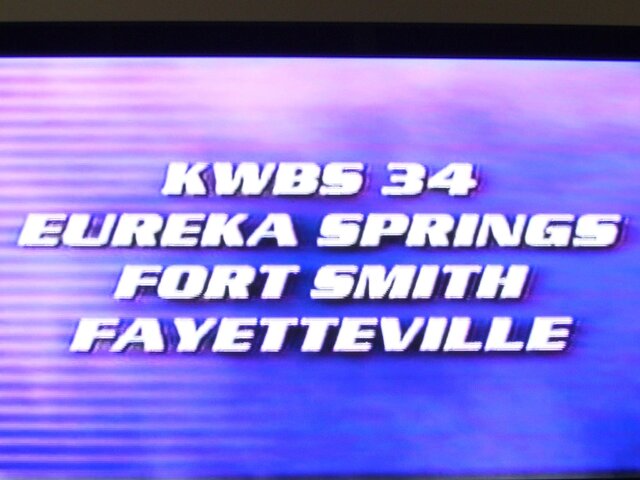 KWBS 34
EUREKA SPRINGS
FORT SMITH
FAYETTEVILLE